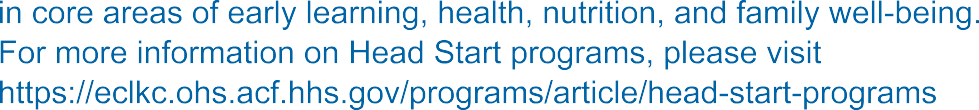 in core areas of early learning, health, nutrition, and family well-being.
For more information on Head Start programs, please visit
https://eclkc.ohs.acf.hhs.gov/programs/article/head-start-programs